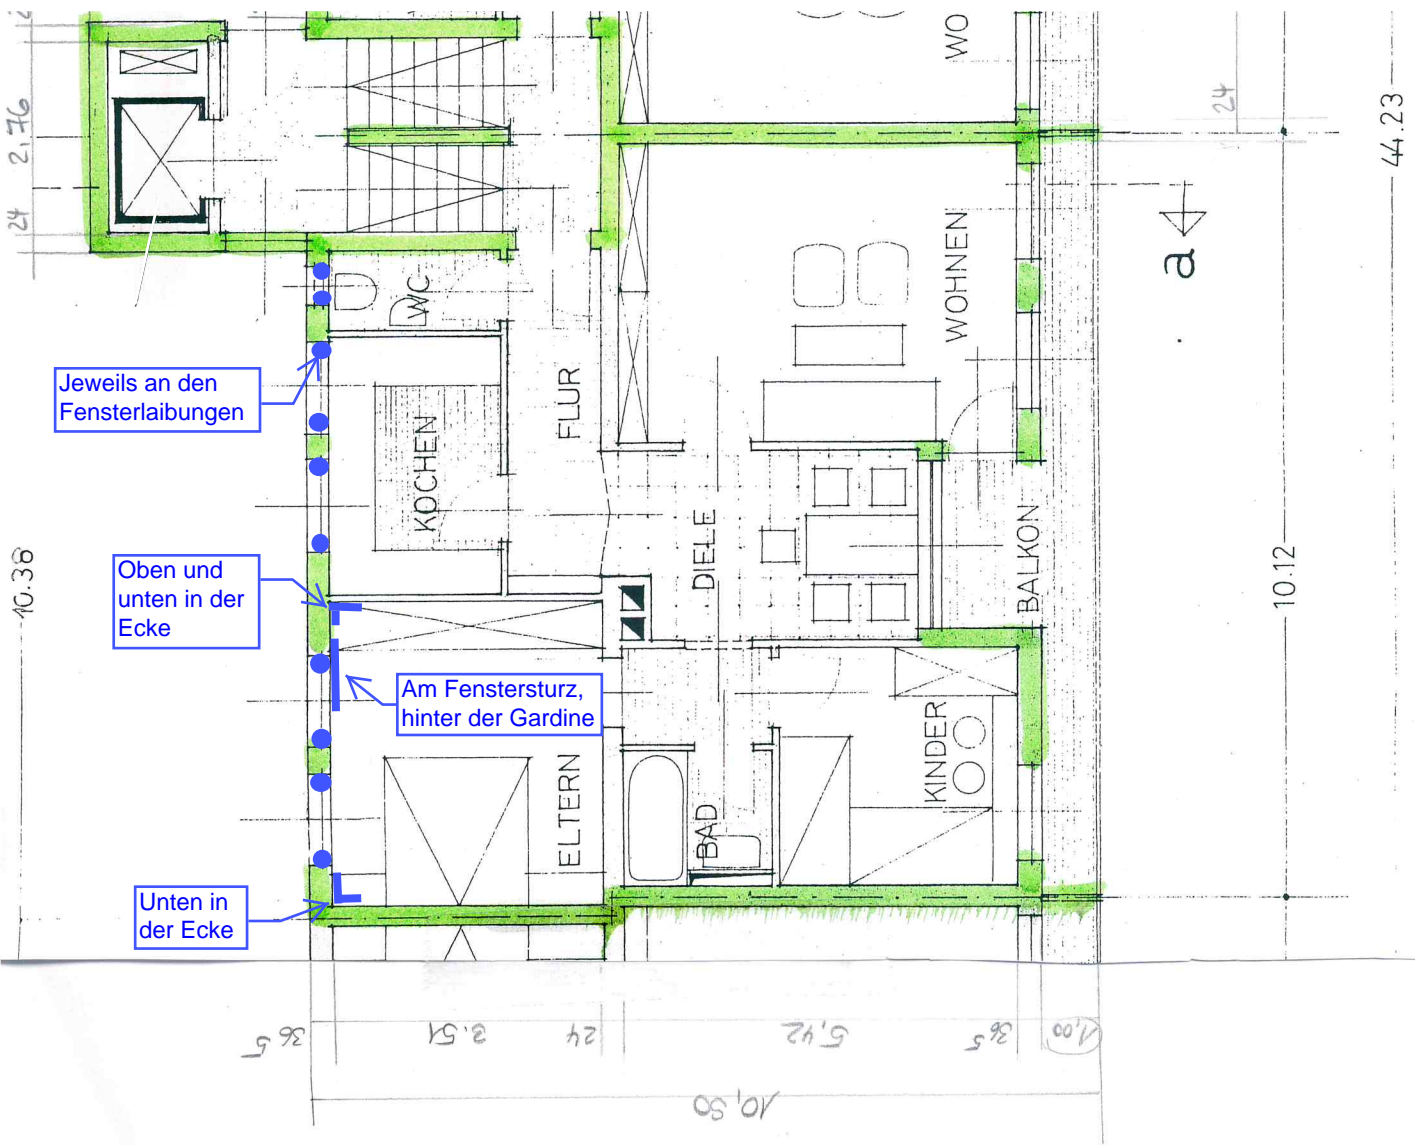 WO
24
44.23
2,76
24
WC
WOHNEN
a
Jeweils an den
Fensterlaibungen
FLUR
KOCHEN
DIELE
BALKON
10.38
10.12
Oben und
unten in der
Ecke
Am Fenstersturz,
hinter der Gardine
ELTERN
BAD
KINDER
Unten in
der Ecke
36 5
3.51
24
5,42
36 5
1,00
10,30